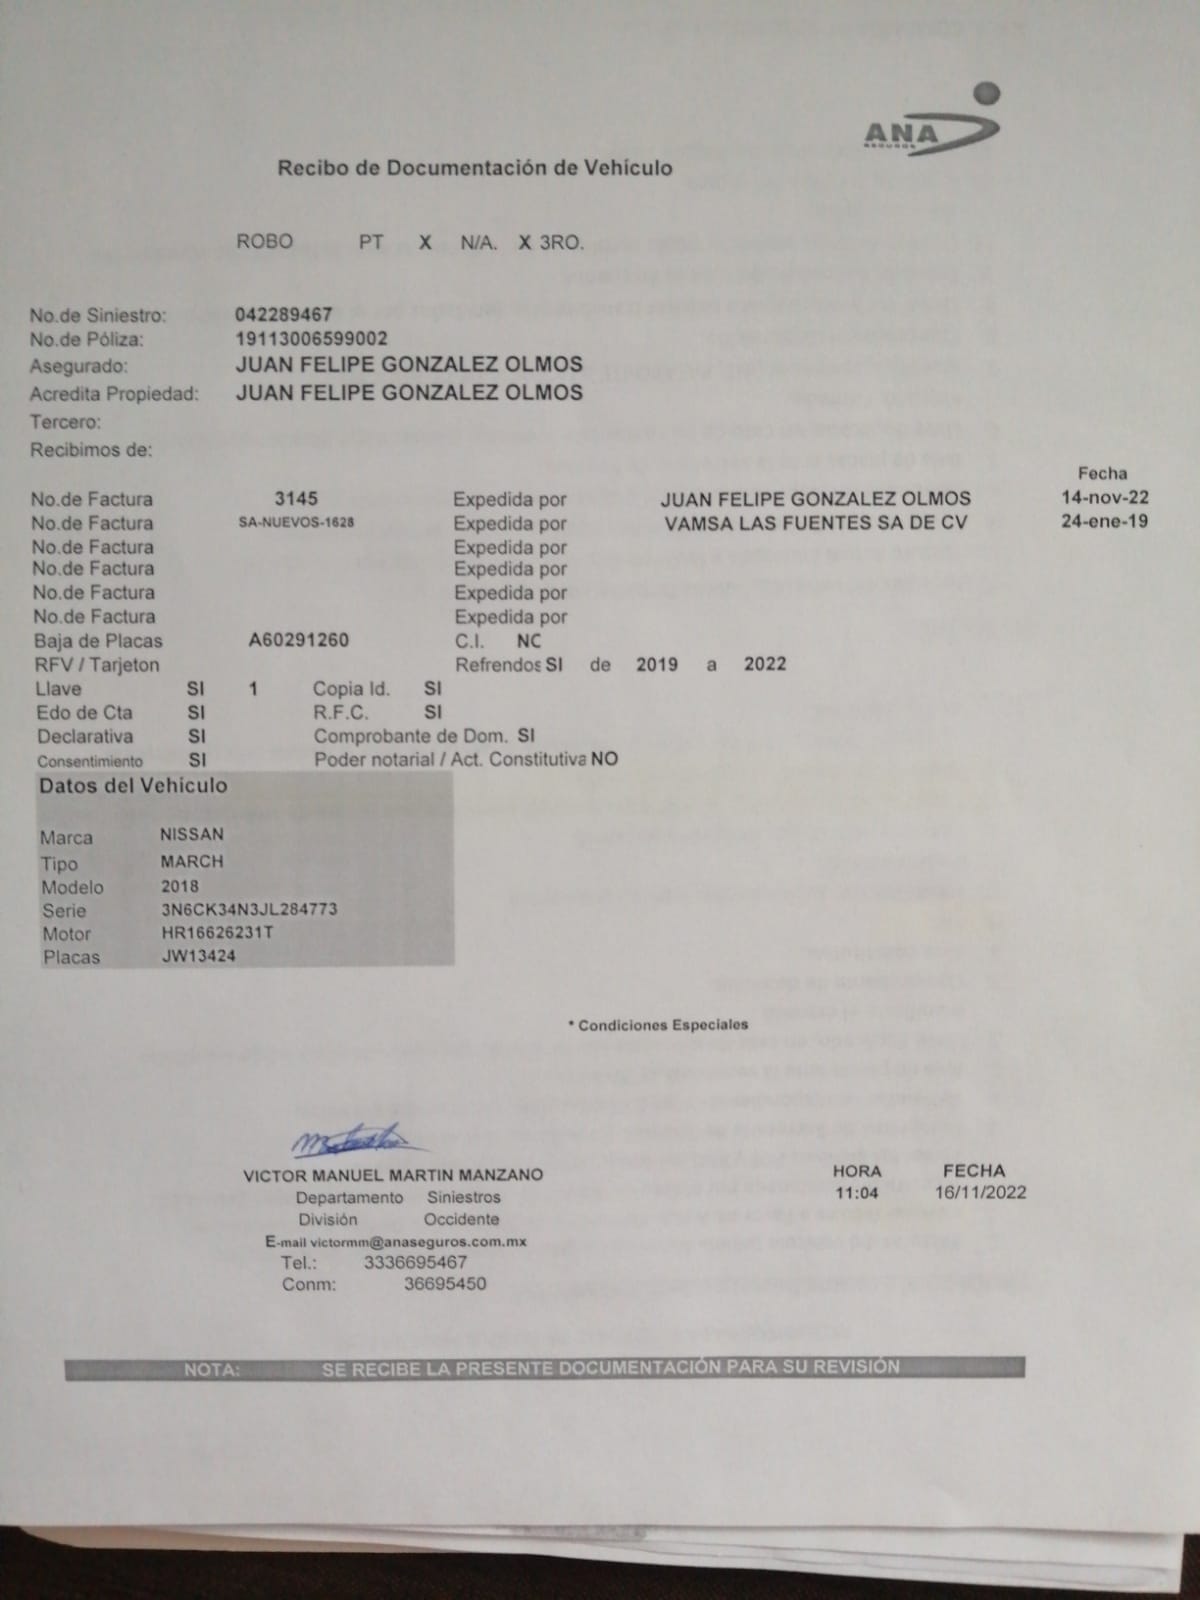 ANA
SEGUROS
Recibo de Documentación de Vehículo
ROBO PT X N/A. X 3RO.
No.de Siniestro: 042289467
No.de Póliza: 19113006599002
Asegurado: JUAN FELIPE GONZALEZ OLMOS
Acredita Propiedad: JUAN FELIPE GONZALEZ OLMOS
Tercero:
Recibimos de:
Fecha
No.de Factura 3145 Expedida por JUAN FELIPE GONZALEZ OLMOS 14-nov-22
No.de Factura SA-NUEVOS-1628 Expedida por VAMSA LAS FUENTES SA DE CV 24-ene-19
No.de Factura Expedida por
No.de Factura Expedida por
No.de Factura Expedida por
No.de Factura Expedida por
Baja de Placas A60291260 C.I. NC
RFV / Tarjeton Refrendos SI de 2019 a 2022
Llave SI 1 Copia Id. SI
Edo de Cta SI R.F.C. SI
Declarativa SI Comprobante de Dom. SI
Consentimiento SI Poder notarial / Act. Constitutiva NO
Datos del Vehículo
Marca NISSAN
Tipo MARCH
Modelo 2018
Serie 3N6CK34N3JL284773
Motor HR16626231T
Placas JW13424
* Condiciones Especiales
VICTOR MANUEL MARTIN MANZANO
Departamento Siniestros
División Occidente
E-mail victormm@anaseguros.com.mx
Tel.: 3336695467
Conm: 36695450
HORA FECHA
11:04 16/11/2022
NOTA: SE RECIBE LA PRESENTE DOCUMENTACIÓN PARA SU REVISIÓN